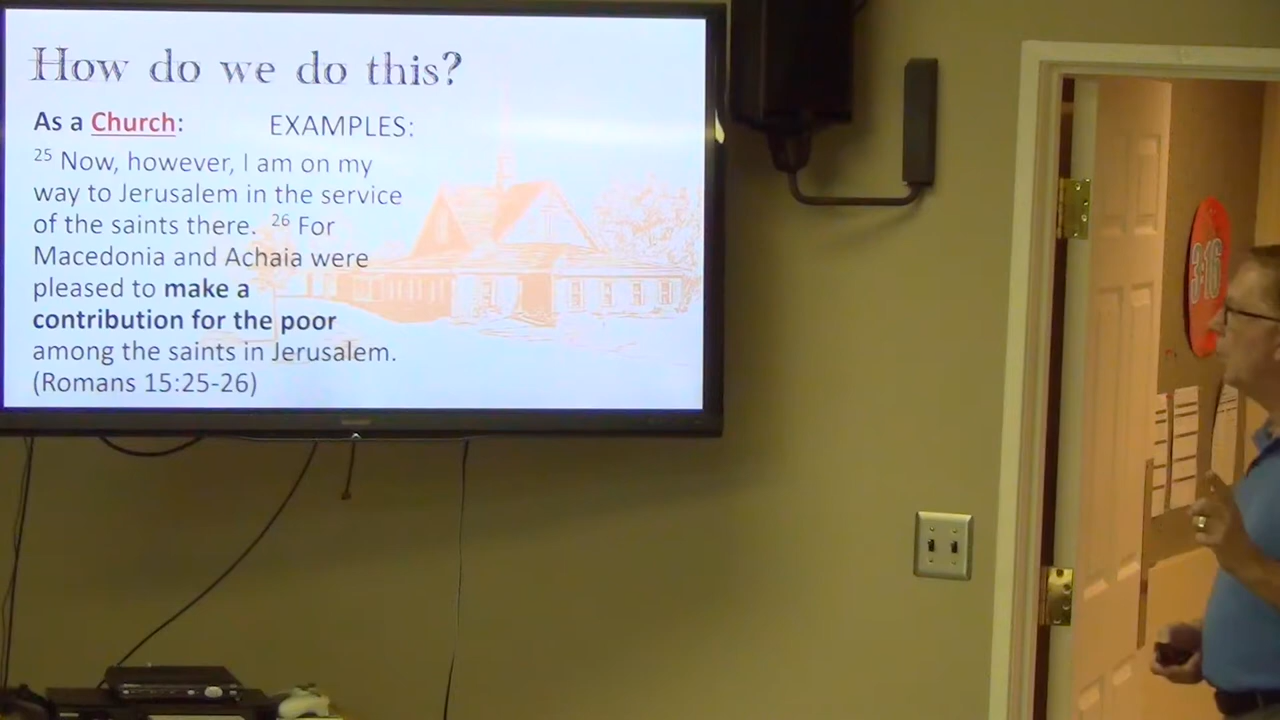 How do we do this?
As a Church: EXAMPLES:
25 Now, however, I am on my
way to Jerusalem in the service
of the saints there. 26 For
Macedonia and Achaia were
pleased to make a
contribution for the poor
among the saints in Jerusalem.
(Romans 15:25-26)
3:16